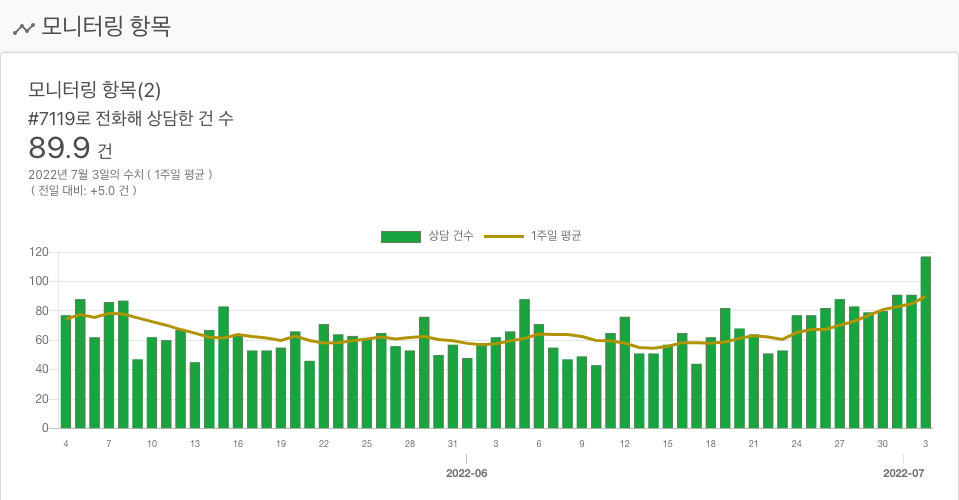 모니터링 항목
모니터링 항목(2)
#7119로 전화해 상담한 건 수
89.9 건
2022년 7월 3일의 수치 ( 1주일 평균 )
( 전일 대비: +5.0 건 )
상담 건수 1주일 평균
120
100
80
60
40
20
0
4 7 10 13 16 19 22 25 28 31 3 6 9 12 15 18 21 24 27 30 3
2022-06 2022-07